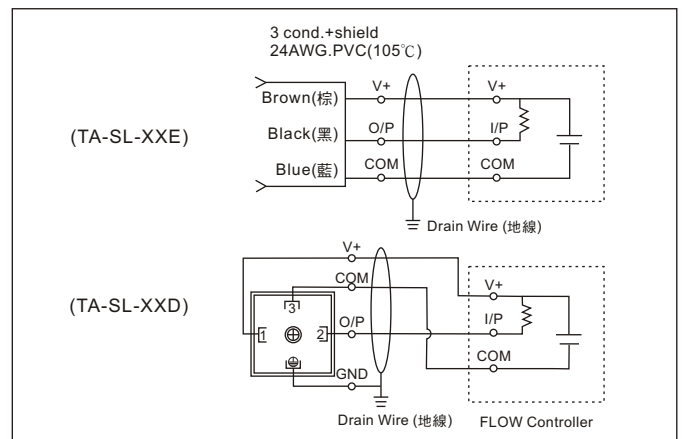 3 cond.+shield
24AWG.PVC(105℃)
(TA-SL-XXE)
Brown(棕)
Black(黑)
Blue(藍)
V+
O/P
COM
V+
I/P
COM
Drain Wire (地線)
(TA-SL-XXD)
V+
COM
O/P
GND
3
1
2
V+
I/P
COM
Drain Wire (地線)
FLOW Controller